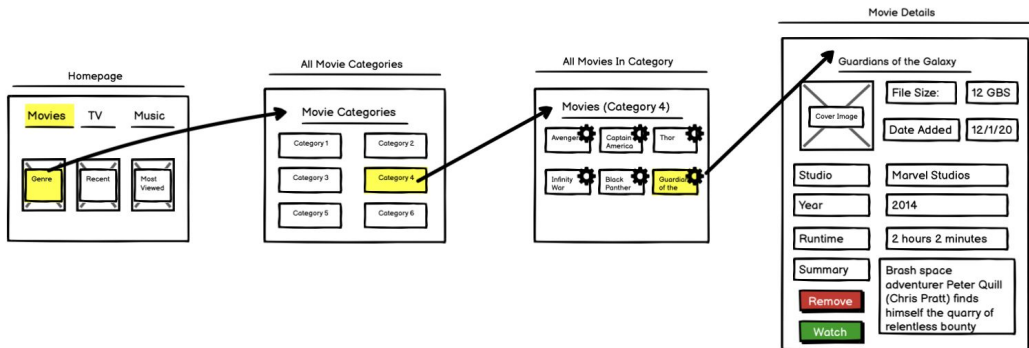 Homepage
Movies TV Music
Genre
Recent
Most
Viewed
All Movie Categories
Movie Categories
Category 1
Category 2
Category 3
Category 4
Category 5
Category 6
All Movies In Category
Movies (Category 4)
Avengers
Captain
America
Thor
Infinity
War
Black
Panther
Guardian
of the
Movie Details
Guardians of the Galaxy
Cover Image
File Size: 12 GBS
Date Added 12/1/20
Studio Marvel Studios
Year 2014
Runtime 2 hours 2 minutes
Summary
Brash space
adventurer Peter Quill
(Chris Pratt) finds
himself the quarry of
relentless bounty
Remove
Watch